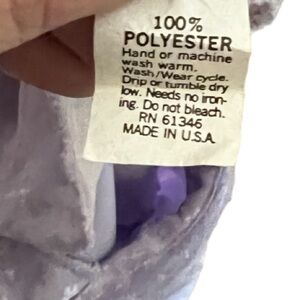 100%
POLYESTER
Hand or machine
wash warm.
Wash/Wear cycle.
Drip or tumble dry
low. Needs no iron-
ing. Do not bleach.
RN 61346
MADE IN U.S.A.